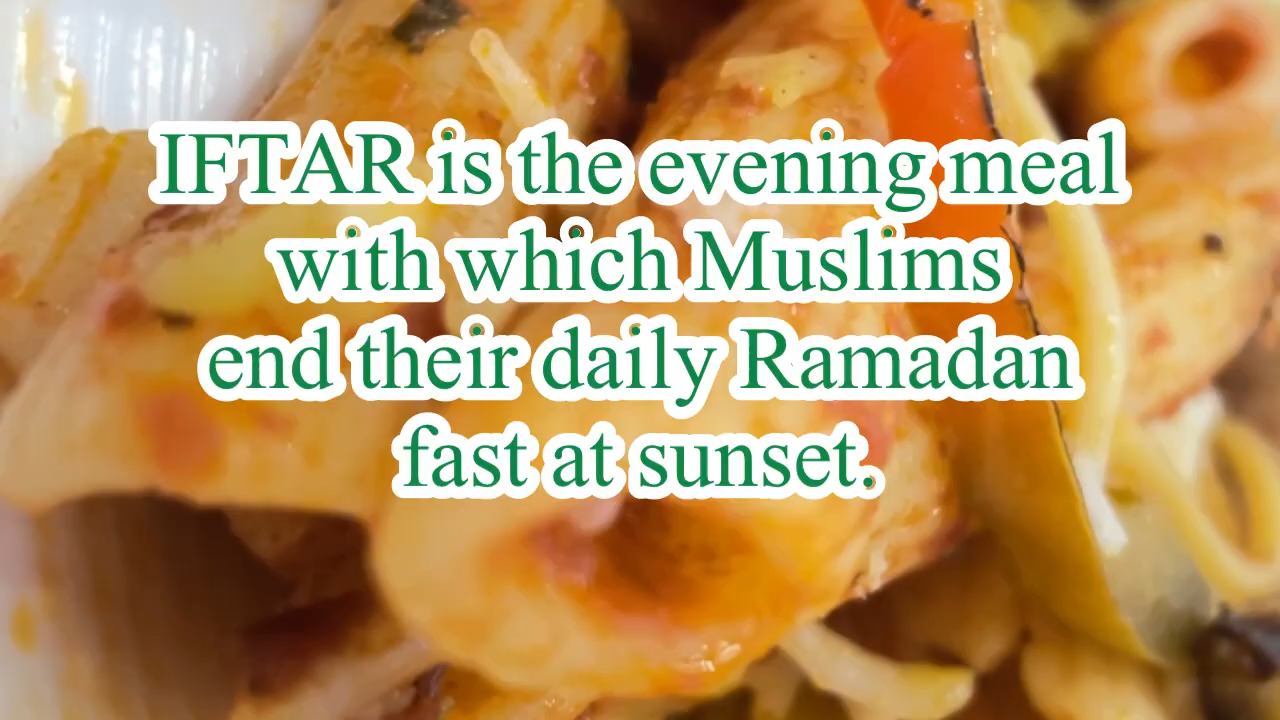 IFTAR is the evening meal
with which Muslims
end their daily Ramadan
fast at sunset.